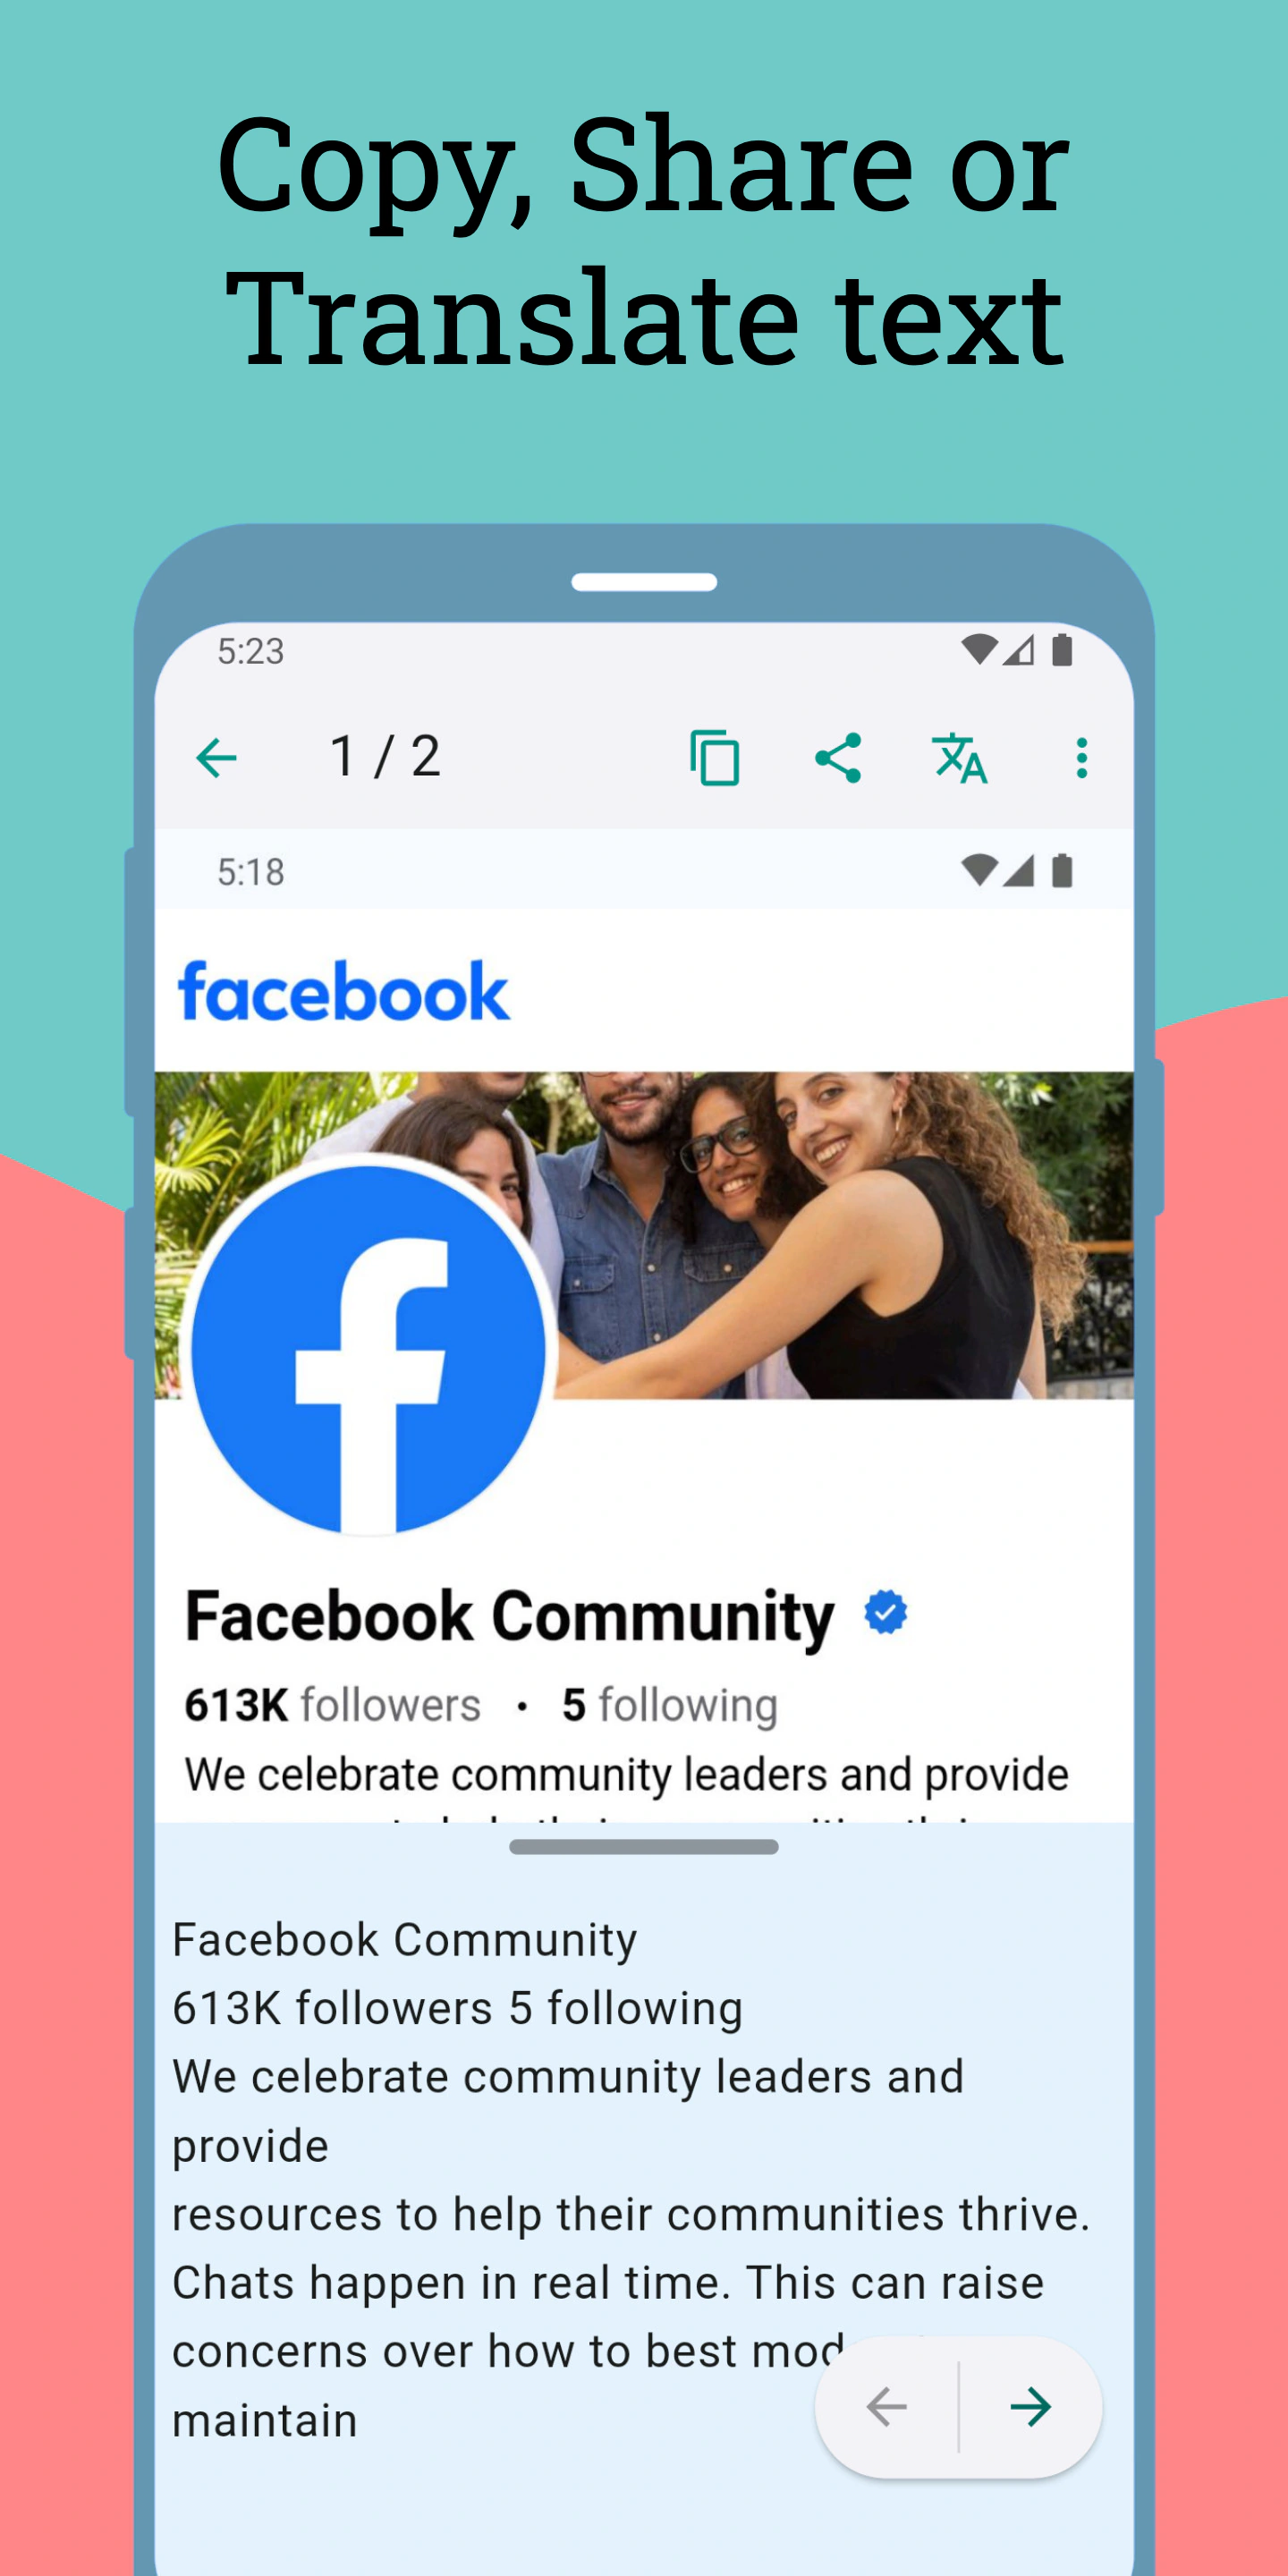 Copy, Share or
Translate text
5:23
1 / 2
5:18
facebook
Facebook Community
613K followers • 5 following
We celebrate community leaders and provide
Facebook Community
613K followers 5 following
We celebrate community leaders and
provide
resources to help their communities thrive.
Chats happen in real time. This can raise
concerns over how to best
maintain